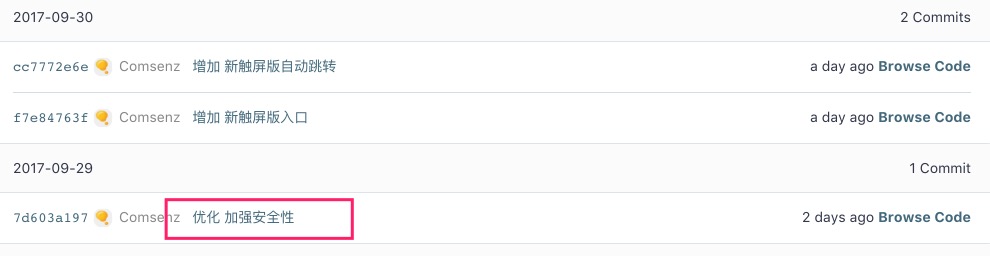 2017-09-30 2 Commits
cc7772e6e Comsenz 增加 新触屏版自动跳转 a day ago Browse Code
f7e84763f Comsenz 增加 新触屏版入口 a day ago Browse Code
2017-09-29 1 Commit
7d603a197 Comsenz 优化 加强安全性 2 days ago Browse Code